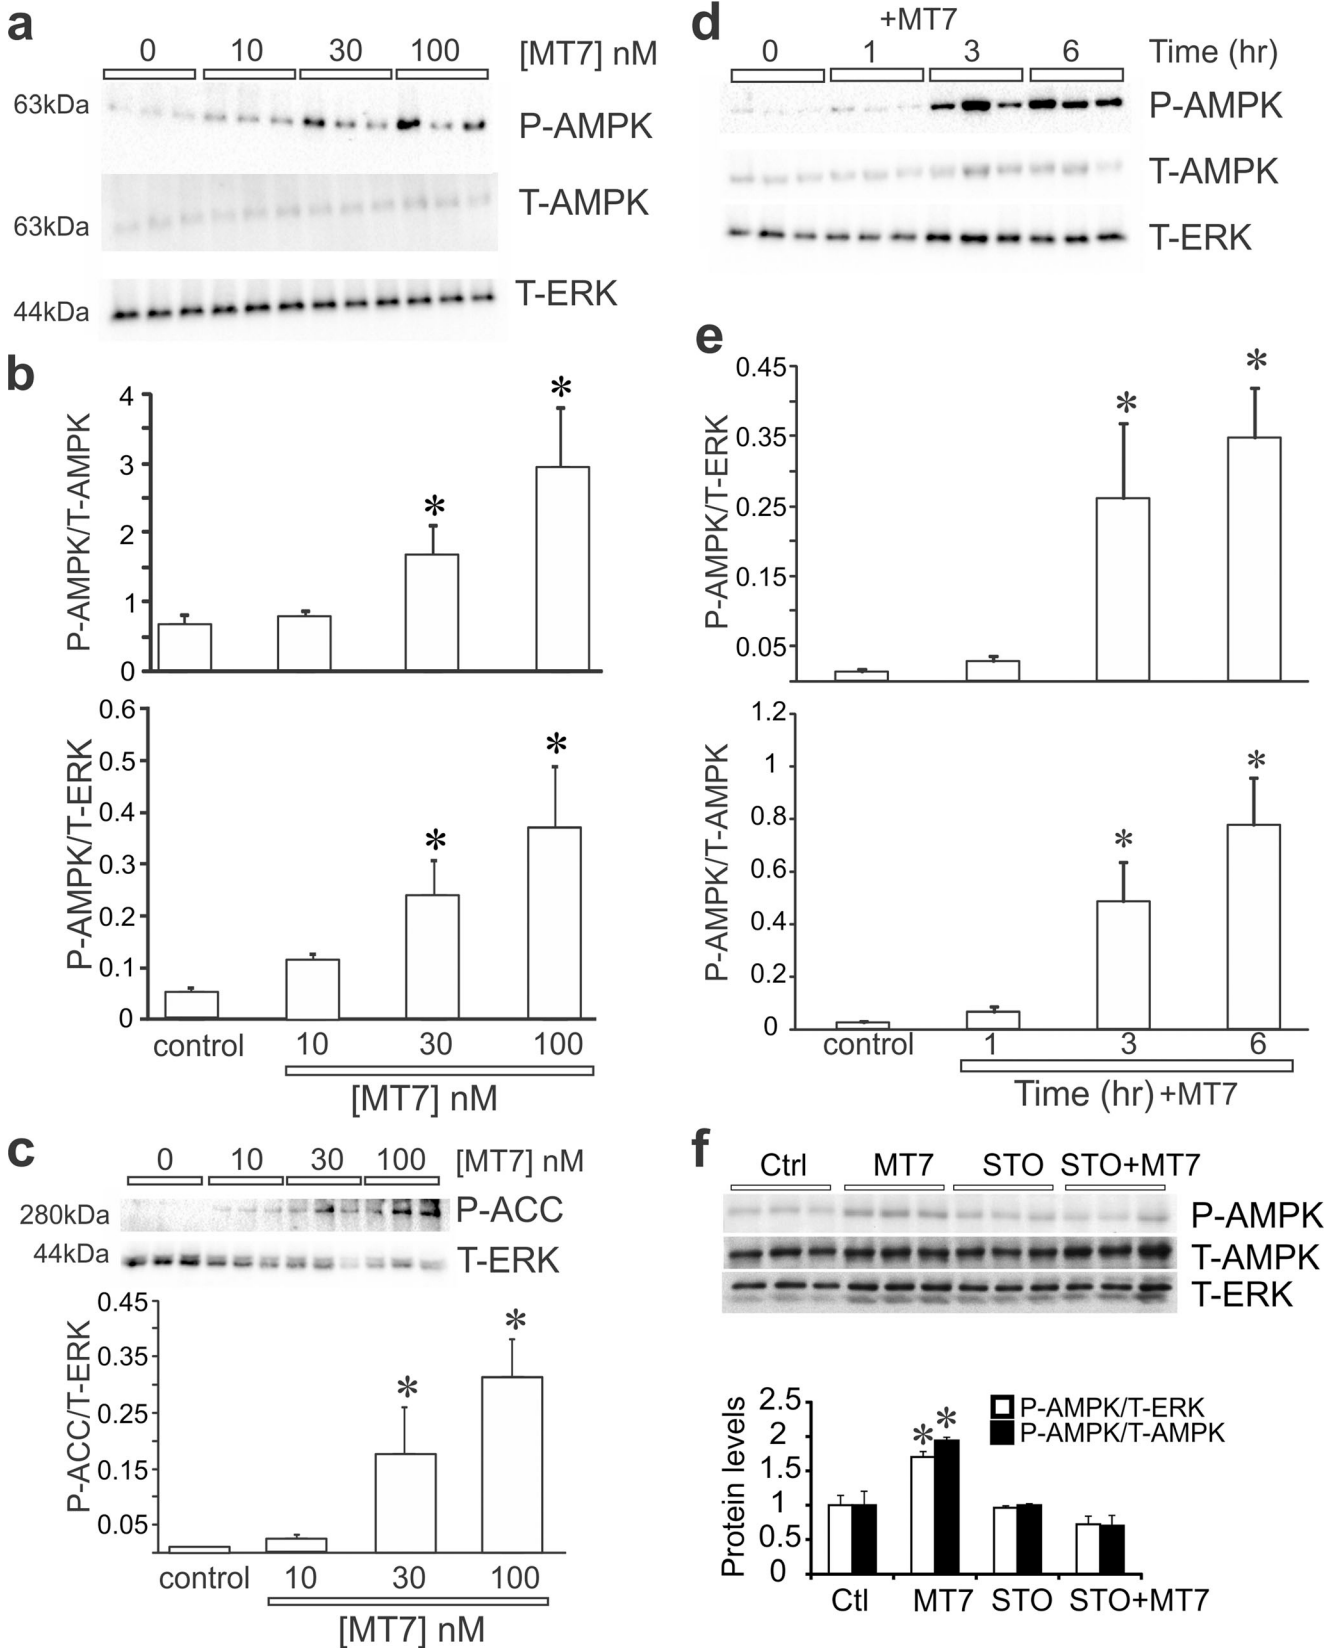 a
0 10 30 100 [MT7] nM
63kDa P-AMPK
T-AMPK
63kDa
T-ERK
44kDa
b
P-AMPK/T-AMPK
4
3
2
1
0
*
*
P-AMPK/T-ERK
0.6
0.5
0.4
0.3
0.2
0.1
0
*
*
control 10 30 100
[MT7] nM
c
0 10 30 100 [MT7] nM
280kDa P-ACC
44kDa T-ERK
P-ACC/T-ERK
0.45
0.35
0.25
0.15
0.05
*
*
control 10 30 100
[MT7] nM
d
+MT7
0 1 3 6 Time (hr)
P-AMPK
T-AMPK
T-ERK
e
P-AMPK/T-ERK
0.45
0.35
0.25
0.15
0.05
*
*
P-AMPK/T-AMPK
1.2
1
0.8
0.6
0.4
0.2
0
*
*
control 1 3 6
Time (hr) +MT7
f
Ctrl MT7 STO STO+MT7
P-AMPK
T-AMPK
T-ERK
Protein levels
2.5
2
1.5
1
0.5
0
* *
P-AMPK/T-ERK
P-AMPK/T-AMPK
Ctl MT7 STO STO+MT7